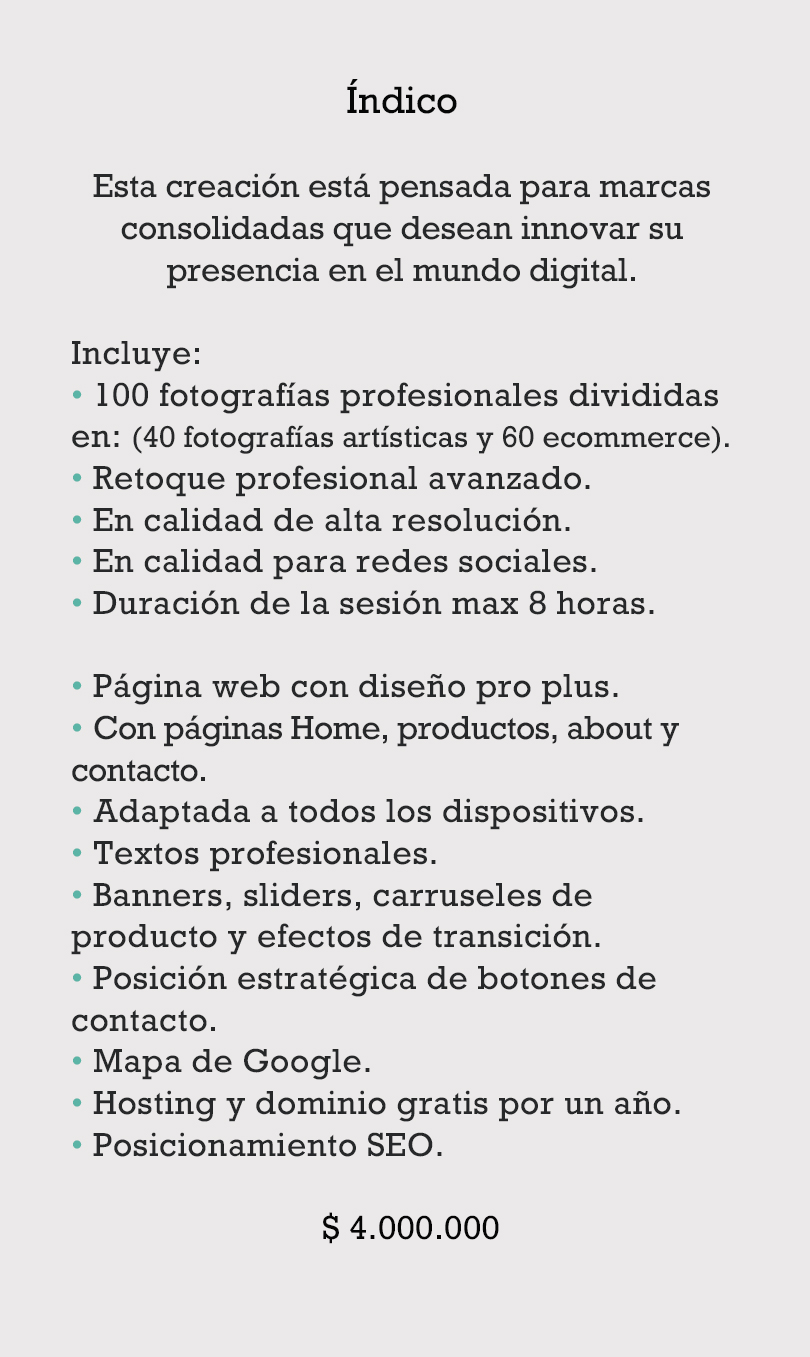 Índico
Esta creación está pensada para marcas
consolidadas que desean innovar su
presencia en el mundo digital.
Incluye:
• 100 fotografías profesionales divididas
en: (40 fotografías artísticas y 60 ecommerce).
• Retoque profesional avanzado.
• En calidad de alta resolución.
• En calidad para redes sociales.
• Duración de la sesión max 8 horas.
• Página web con diseño pro plus.
• Con páginas Home, productos, about y
contacto.
• Adaptada a todos los dispositivos.
• Textos profesionales.
• Banners, sliders, carruseles de
producto y efectos de transición.
• Posición estratégica de botones de
contacto.
• Mapa de Google.
• Hosting y dominio gratis por un año.
• Posicionamiento SEO.
$ 4.000.000